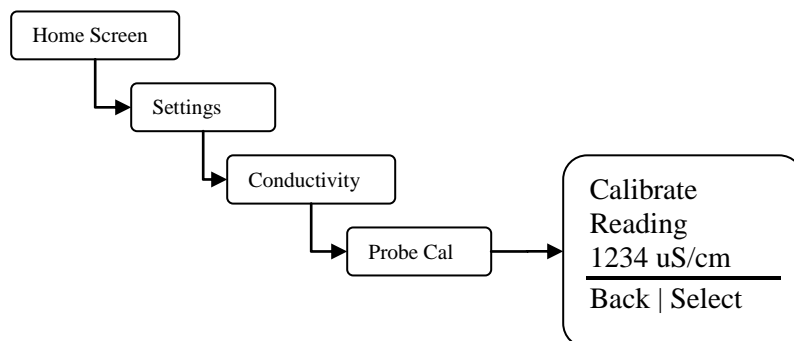 Home Screen
Settings
Conductivity
Probe Cal
Calibrate
Reading
1234 uS/cm
Back | Select